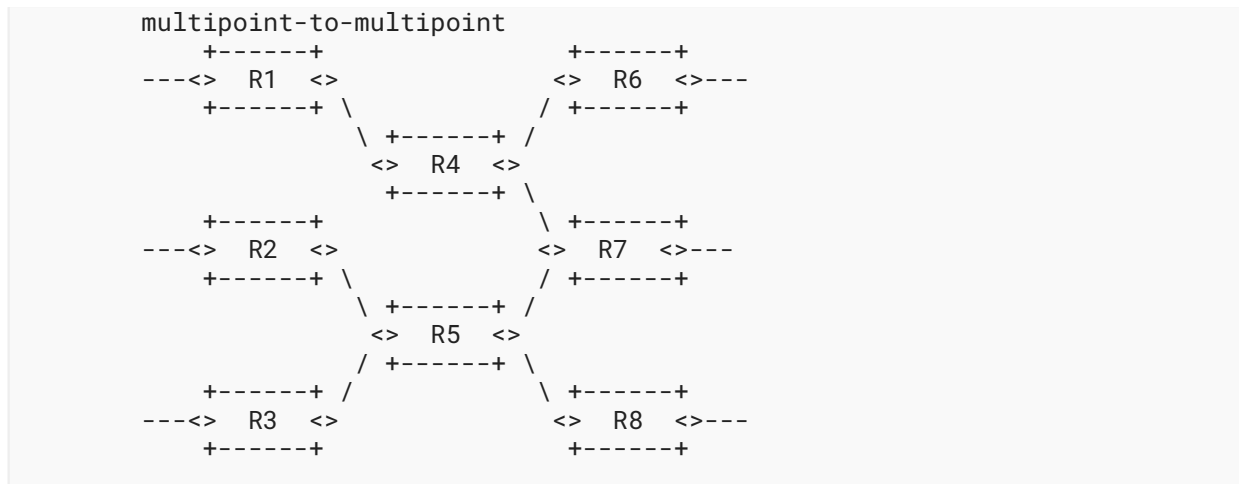 multipoint-to-multipoint
    +------+                +------+
---<>  R1  <>              <>  R6  <>---
    +------+ \            / +------+
              \ +------+ /
               <>  R4  <>
                +------+ \
    +------+              \ +------+
---<>  R2  <>             <>  R7  <>---
    +------+ \            / +------+
              \ +------+ /
               <>  R5  <>
              / +------+ \
    +------+ /            \ +------+
---<>  R3  <>              <>  R8  <>---
    +------+                +------+